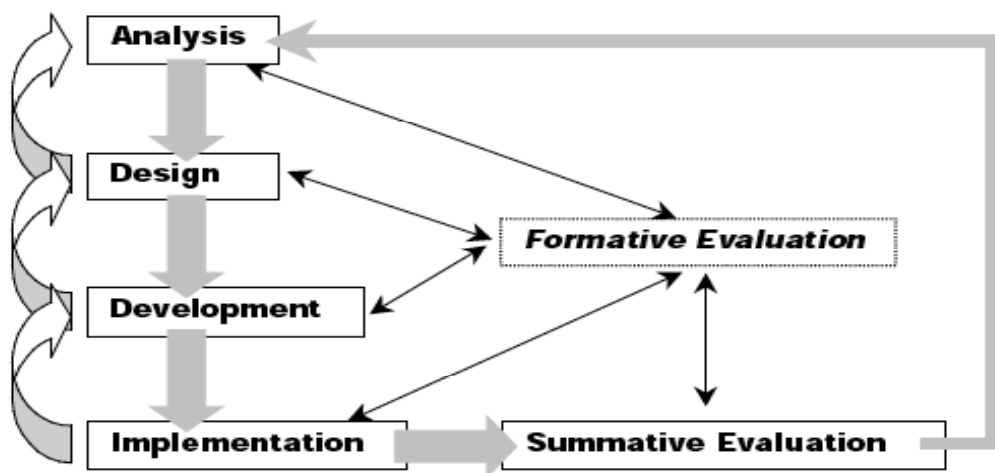 Analysis
Design
Formative Evaluation
Development
Implementation
Summative Evaluation